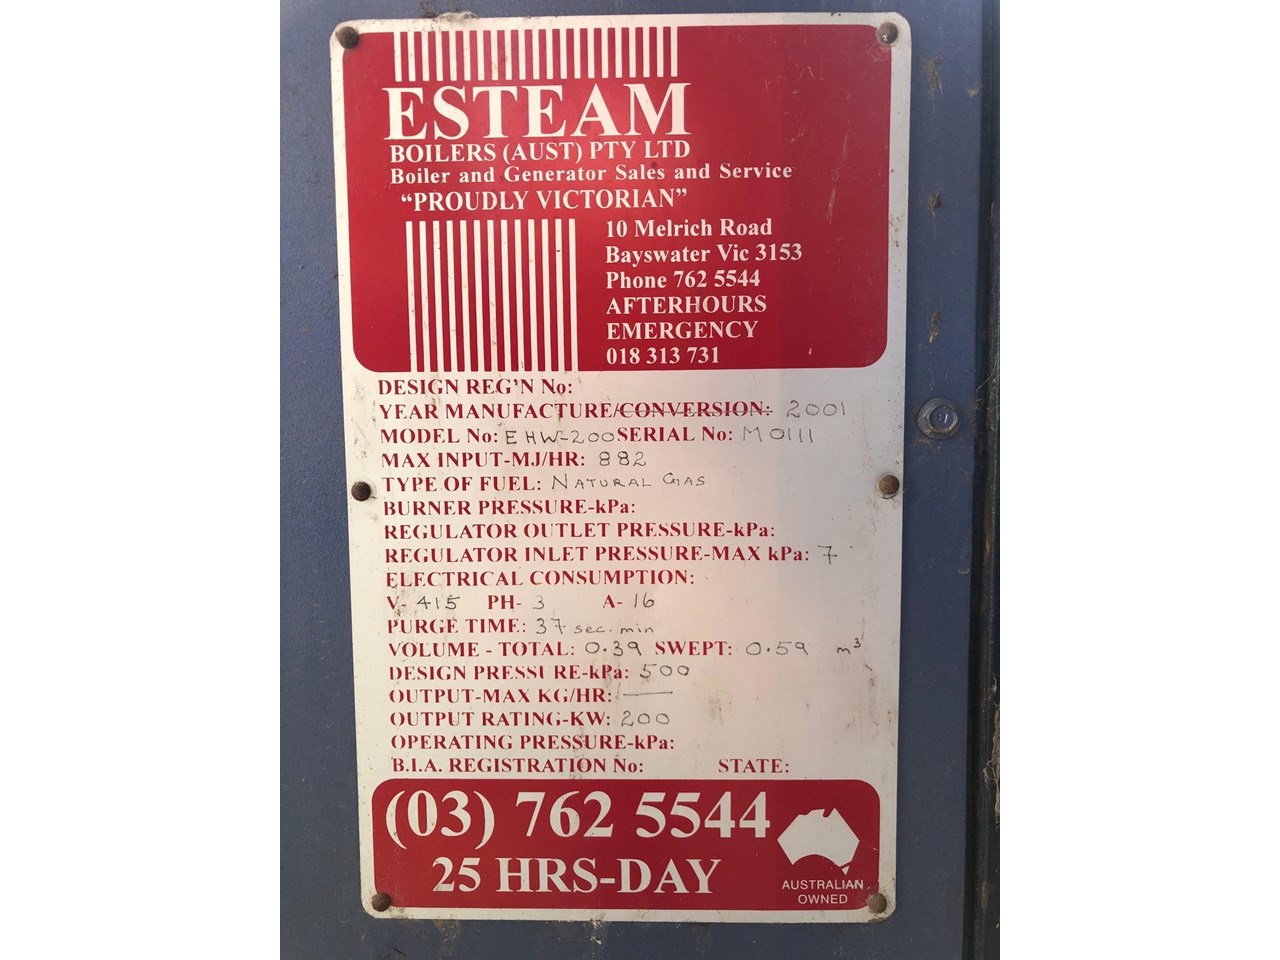 ESTEAM
BOILERS (AUST) PTY LTD
Boiler and Generator Sales and Service
“PROUDLY VICTORIAN”
10 Melrich Road
Bayswater Vic 3153
Phone 762 5544
AFTERHOURS
EMERGENCY
018 313 731
DESIGN REG'N No:
YEAR MANUFACTURE/CONVERSION: 2001
MODEL No: EHW-200 SERIAL No: M0111
MAX INPUT-MJ/HR: 882
TYPE OF FUEL: NATURAL GAS
BURNER PRESSURE-kPa:
REGULATOR OUTLET PRESSURE-kPa:
REGULATOR INLET PRESSURE-MAX kPa: 7
ELECTRICAL CONSUMPTION:
V- 415 PH- 3 A- 16
PURGE TIME: 37 sec. min
VOLUME - TOTAL: 0.39 SWEPT: 0.59 m³
DESIGN PRESSURE-kPa: 500
OUTPUT-MAX KG/HR: —
OUTPUT RATING-KW: 200
OPERATING PRESSURE-kPa:
B.I.A. REGISTRATION No: STATE:
(03) 762 5544
25 HRS-DAY
AUSTRALIAN
OWNED